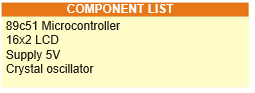 COMPONENT LIST
89c51 Microcontroller
16x2 LCD
Supply 5V
Crystal oscillator